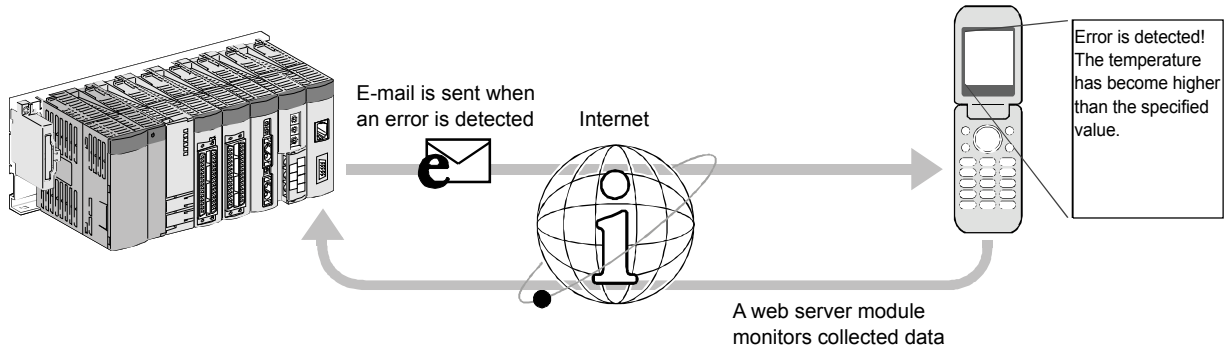 E-mail is sent when
an error is detected
Internet
Error is detected!
The temperature
has become higher
than the specified
value.
A web server module
monitors collected data